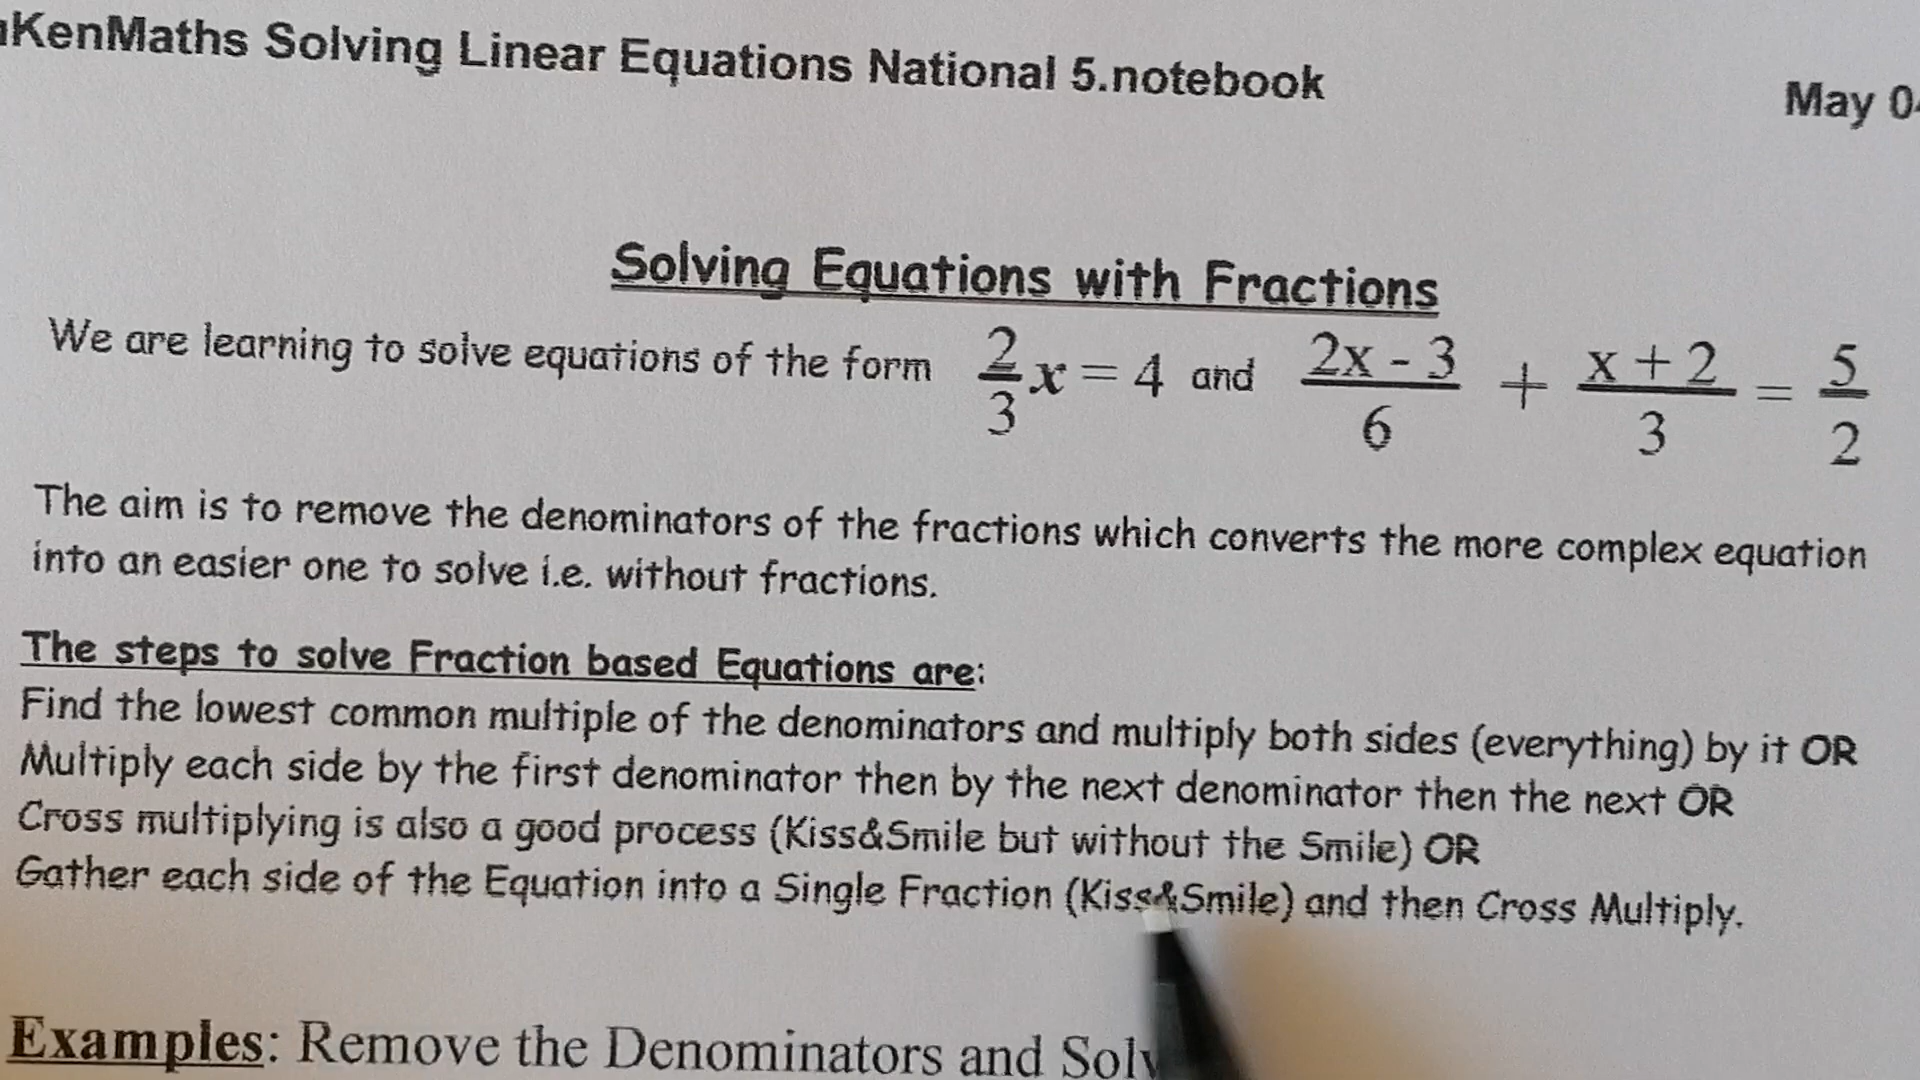 KenMaths Solving Linear Equations National 5.notebook
May 0
Solving Equations with Fractions
We are learning to solve equations of the form 2/3 x = 4 and (2x - 3)/6 + (x + 2)/3 = 5/2
The aim is to remove the denominators of the fractions which converts the more complex equation
into an easier one to solve i.e. without fractions.
The steps to solve Fraction based Equations are:
Find the lowest common multiple of the denominators and multiply both sides (everything) by it OR
Multiply each side by the first denominator then by the next denominator then the next OR
Cross multiplying is also a good process (Kiss&Smile but without the Smile) OR
Gather each side of the Equation into a Single Fraction (Kiss&Smile) and then Cross Multiply.
Examples: Remove the Denominators and Solv